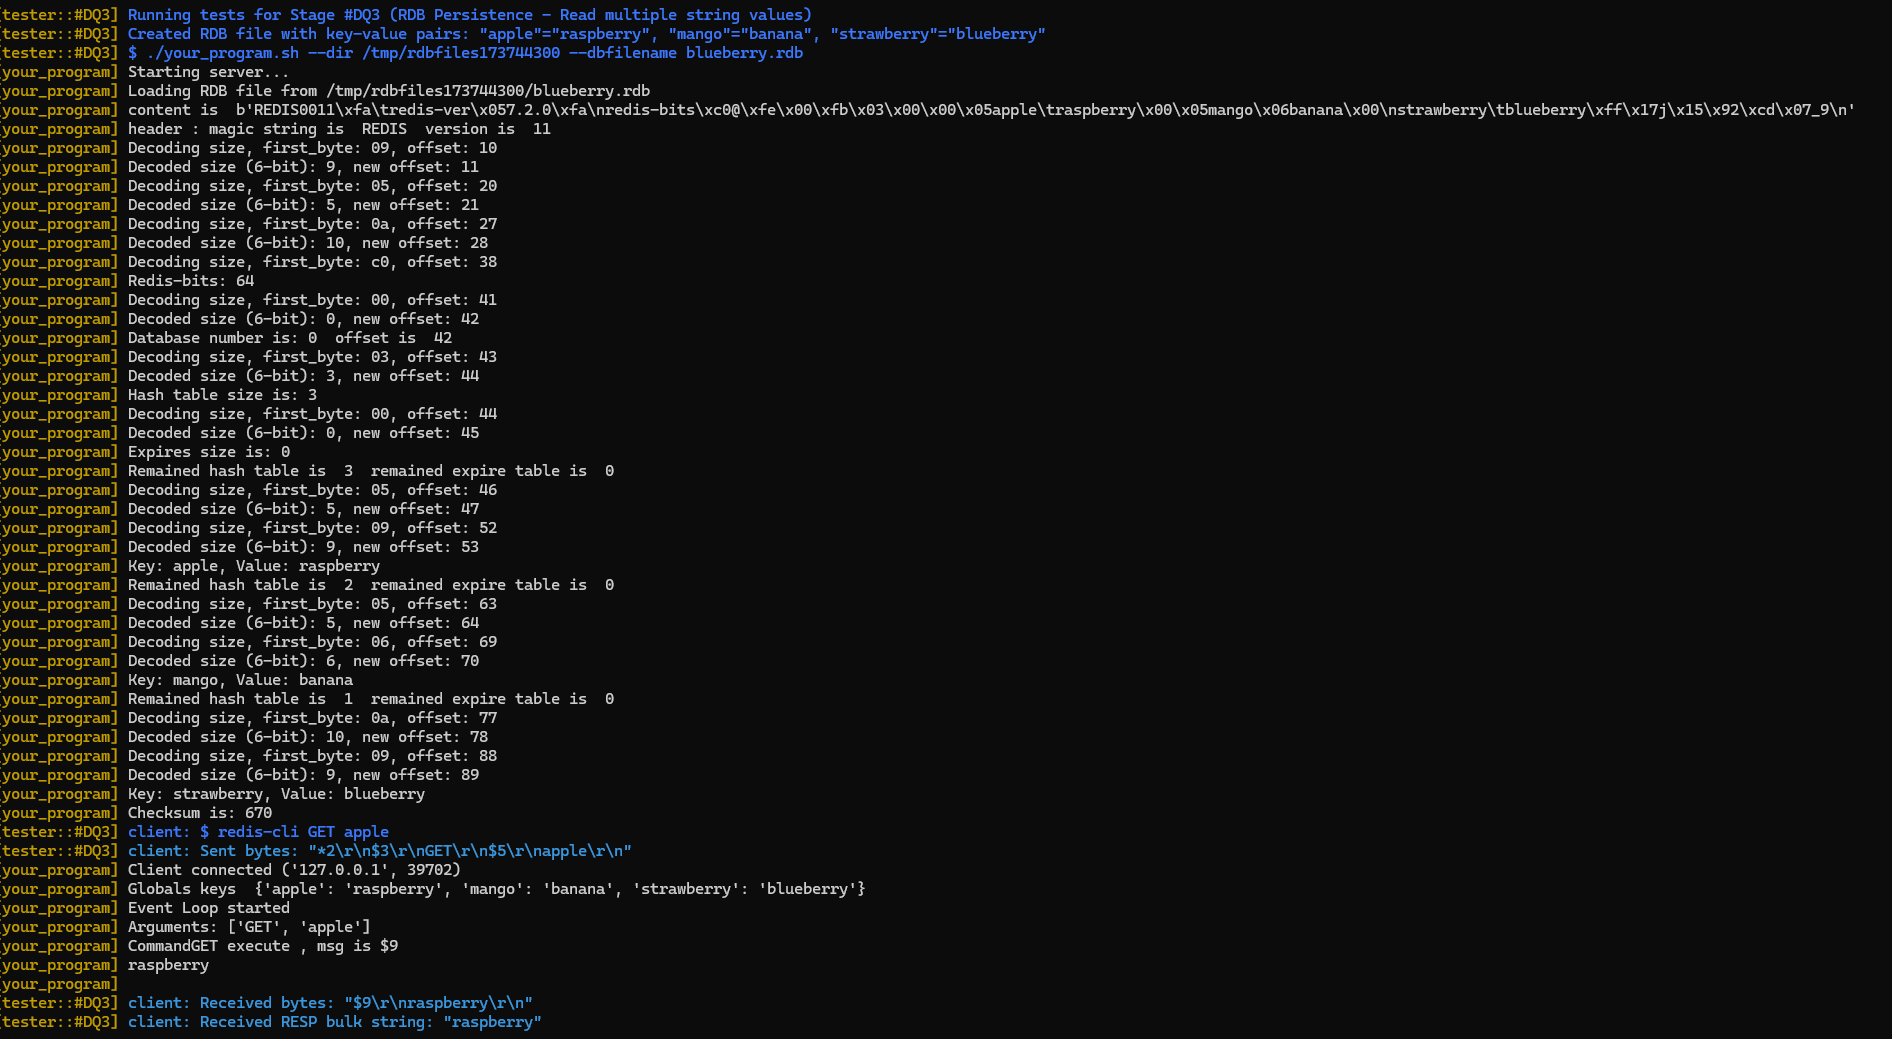 [tester::#DQ3] Running tests for Stage #DQ3 (RDB Persistence - Read multiple string values)
[tester::#DQ3] Created RDB file with key-value pairs: "apple"="raspberry", "mango"="banana", "strawberry"="blueberry"
[tester::#DQ3] $ ./your_program.sh --dir /tmp/rdbfiles173744300 --dbfilename blueberry.rdb
[your_program] Starting server...
[your_program] Loading RDB file from /tmp/rdbfiles173744300/blueberry.rdb
[your_program] content is  b'REDIS0011\xfa\tredis-ver\x057.2.0\xfa\nredis-bits\xc0@\xfe\x00\xfb\x03\x00\x00\x05apple\traspberry\x00\x05mango\x06banana\x00\nstrawberry\tblueberry\xff\x17j\x15\x92\xcd\x07_9\n'
[your_program] header : magic string is  REDIS  version is  11
[your_program] Decoding size, first_byte: 09, offset: 10
[your_program] Decoded size (6-bit): 9, new offset: 11
[your_program] Decoding size, first_byte: 05, offset: 20
[your_program] Decoded size (6-bit): 5, new offset: 21
[your_program] Decoding size, first_byte: 0a, offset: 27
[your_program] Decoded size (6-bit): 10, new offset: 28
[your_program] Decoding size, first_byte: c0, offset: 38
[your_program] Redis-bits: 64
[your_program] Decoding size, first_byte: 00, offset: 41
[your_program] Decoded size (6-bit): 0, new offset: 42
[your_program] Database number is: 0  offset is  42
[your_program] Decoding size, first_byte: 03, offset: 43
[your_program] Decoded size (6-bit): 3, new offset: 44
[your_program] Hash table size is: 3
[your_program] Decoding size, first_byte: 00, offset: 44
[your_program] Decoded size (6-bit): 0, new offset: 45
[your_program] Expires size is: 0
[your_program] Remained hash table is  3  remained expire table is  0
[your_program] Decoding size, first_byte: 05, offset: 46
[your_program] Decoded size (6-bit): 5, new offset: 47
[your_program] Decoding size, first_byte: 09, offset: 52
[your_program] Decoded size (6-bit): 9, new offset: 53
[your_program] Key: apple, Value: raspberry
[your_program] Remained hash table is  2  remained expire table is  0
[your_program] Decoding size, first_byte: 05, offset: 63
[your_program] Decoded size (6-bit): 5, new offset: 64
[your_program] Decoding size, first_byte: 06, offset: 69
[your_program] Decoded size (6-bit): 6, new offset: 70
[your_program] Key: mango, Value: banana
[your_program] Remained hash table is  1  remained expire table is  0
[your_program] Decoding size, first_byte: 0a, offset: 77
[your_program] Decoded size (6-bit): 10, new offset: 78
[your_program] Decoding size, first_byte: 09, offset: 88
[your_program] Decoded size (6-bit): 9, new offset: 89
[your_program] Key: strawberry, Value: blueberry
[your_program] Checksum is: 670
[tester::#DQ3] client: $ redis-cli GET apple
[tester::#DQ3] client: Sent bytes: "*2\r\n$3\r\nGET\r\n$5\r\napple\r\n"
[your_program] Client connected ('127.0.0.1', 39702)
[your_program] Globals keys  {'apple': 'raspberry', 'mango': 'banana', 'strawberry': 'blueberry'}
[your_program] Event Loop started
[your_program] Arguments: ['GET', 'apple']
[your_program] CommandGET execute , msg is $9
[your_program] raspberry
[your_program]
[tester::#DQ3] client: Received bytes: "$9\r\nraspberry\r\n"
[tester::#DQ3] client: Received RESP bulk string: "raspberry"